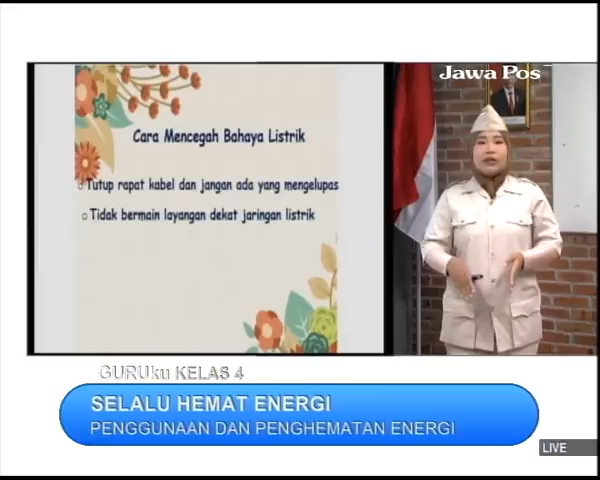 Jawa Pos
Cara Mencegah Bahaya Listrik
Tutup rapat kabel dan jangan ada yang mengelupas
Tidak bermain layangan dekat jaringan listrik
GURUku KELAS 4
SELALU HEMAT ENERGI
PENGGUNAAN DAN PENGHEMATAN ENERGI
LIVE